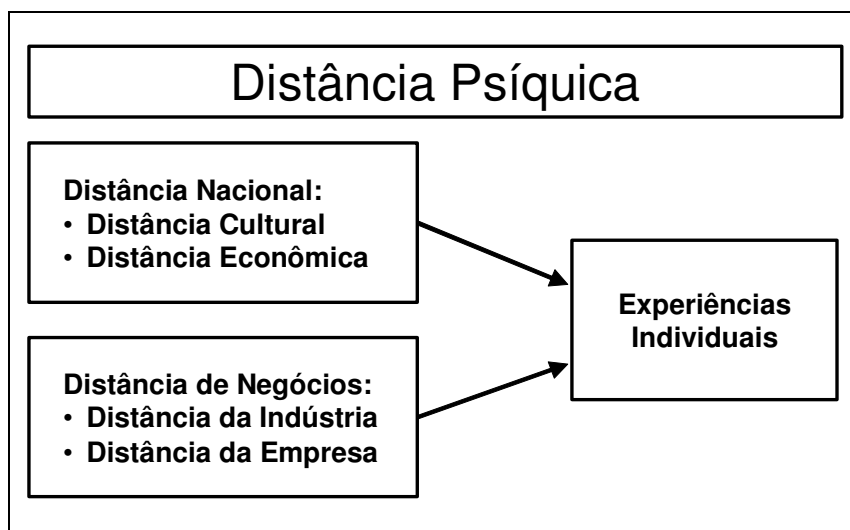 Distância Psíquica
Distância Nacional:
• Distância Cultural
• Distância Econômica
Experiências
Individuais
Distância de Negócios:
• Distância da Indústria
• Distância da Empresa